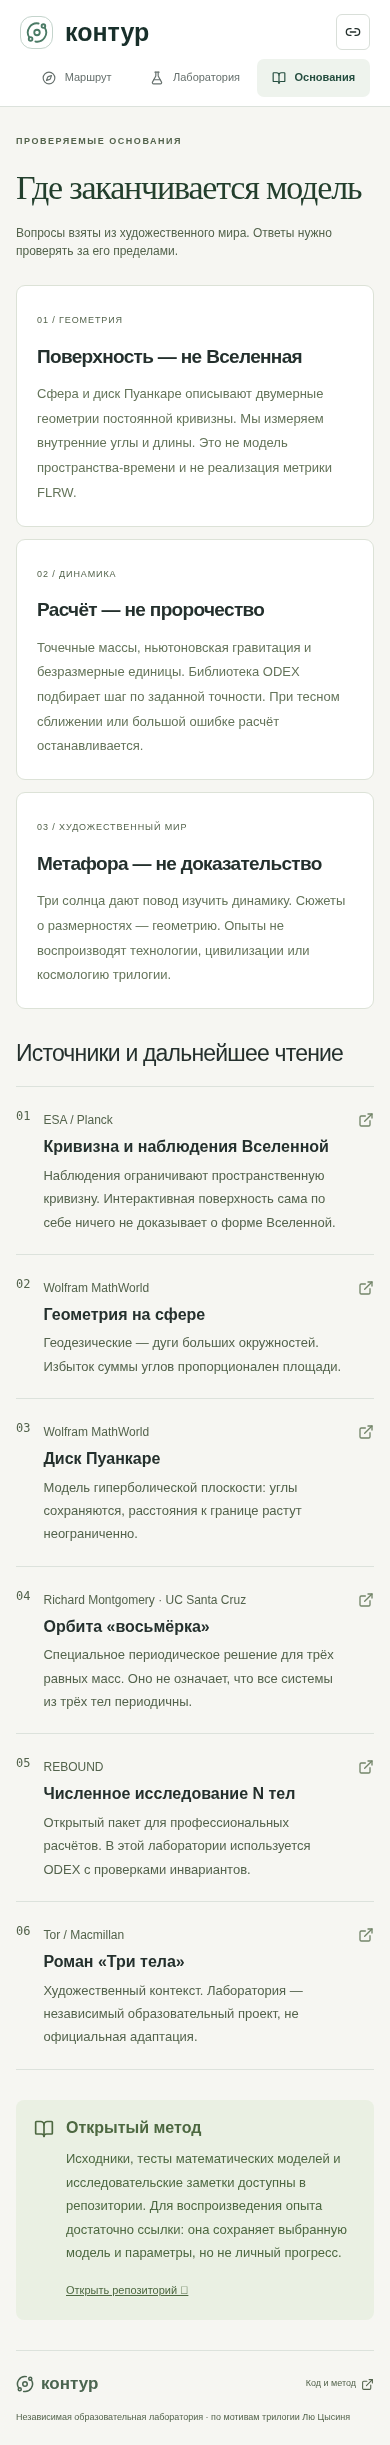 контур
Маршрут
Лаборатория
Основания
ПРОВЕРЯЕМЫЕ ОСНОВАНИЯ
Где заканчивается модель
Вопросы взяты из художественного мира. Ответы нужно
проверять за его пределами.
01 / ГЕОМЕТРИЯ
Поверхность — не Вселенная
Сфера и диск Пуанкаре описывают двумерные
геометрии постоянной кривизны. Мы измеряем
внутренние углы и длины. Это не модель
пространства-времени и не реализация метрики
FLRW.
02 / ДИНАМИКА
Расчёт — не пророчество
Точечные массы, ньютоновская гравитация и
безразмерные единицы. Библиотека ODEX
подбирает шаг по заданной точности. При тесном
сближении или большой ошибке расчёт
останавливается.
03 / ХУДОЖЕСТВЕННЫЙ МИР
Метафора — не доказательство
Три солнца дают повод изучить динамику. Сюжеты
о размерностях — геометрию. Опыты не
воспроизводят технологии, цивилизации или
космологию трилогии.
Источники и дальнейшее чтение
01
ESA / Planck
Кривизна и наблюдения Вселенной
Наблюдения ограничивают пространственную
кривизну. Интерактивная поверхность сама по
себе ничего не доказывает о форме Вселенной.
02
Wolfram MathWorld
Геометрия на сфере
Геодезические — дуги больших окружностей.
Избыток суммы углов пропорционален площади.
03
Wolfram MathWorld
Диск Пуанкаре
Модель гиперболической плоскости: углы
сохраняются, расстояния к границе растут
неограниченно.
04
Richard Montgomery · UC Santa Cruz
Орбита «восьмёрка»
Специальное периодическое решение для трёх
равных масс. Оно не означает, что все системы
из трёх тел периодичны.
05
REBOUND
Численное исследование N тел
Открытый пакет для профессиональных
расчётов. В этой лаборатории используется
ODEX с проверками инвариантов.
06
Tor / Macmillan
Роман «Три тела»
Художественный контекст. Лаборатория —
независимый образовательный проект, не
официальная адаптация.
Открытый метод
Исходники, тесты математических моделей и
исследовательские заметки доступны в
репозитории. Для воспроизведения опыта
достаточно ссылки: она сохраняет выбранную
модель и параметры, но не личный прогресс.
Открыть репозиторий
контур
Код и метод
Независимая образовательная лаборатория · по мотивам трилогии Лю Цысиня